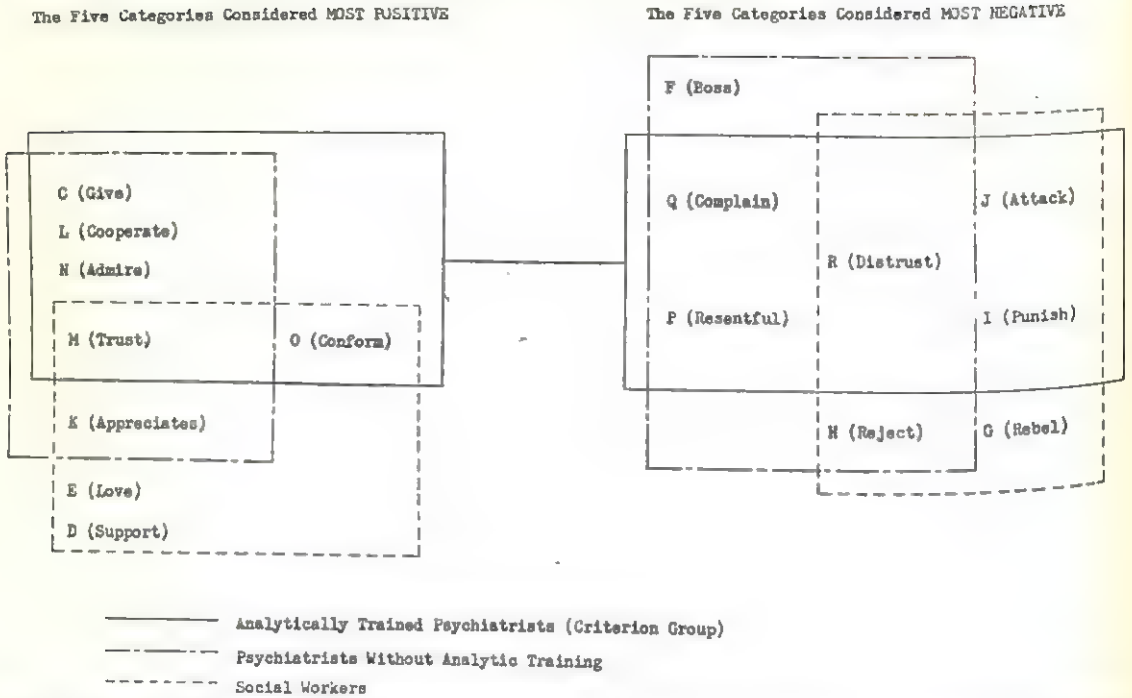 The Five Categories Considered MOST POSITIVE
The Five Categories Considered MOST NEGATIVE
F (Boss)
C (Give)
L (Cooperate)
N (Admire)
M (Trust)
O (Conform)
K (Appreciates)
E (Love)
D (Support)
Q (Complain)
J (Attack)
R (Distrust)
P (Resentful)
I (Punish)
H (Reject)
G (Rebel)
Analytically Trained Psychiatrists (Criterion Group)
Psychiatrists Without Analytic Training
Social Workers